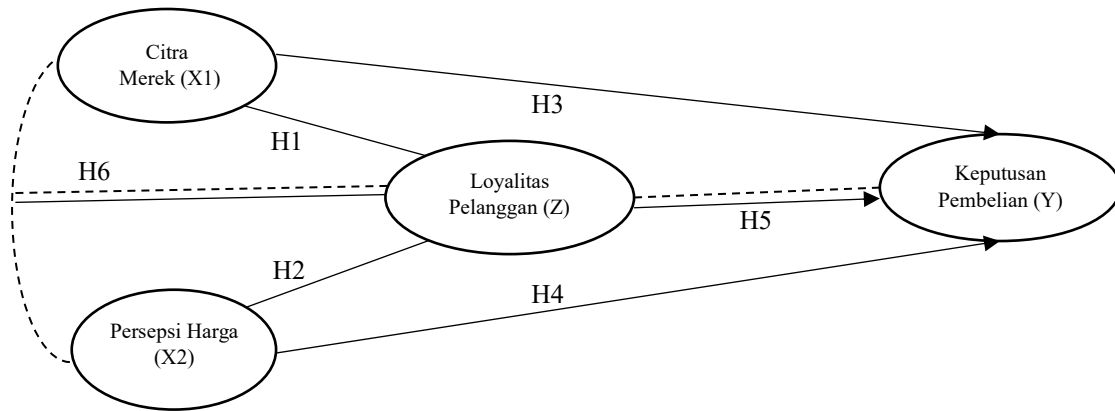 Citra
Merek (X1)
H3
H1
H6
Loyalitas
Pelanggan (Z)
Keputusan
Pembelian (Y)
H5
H2
H4
Persepsi Harga
(X2)